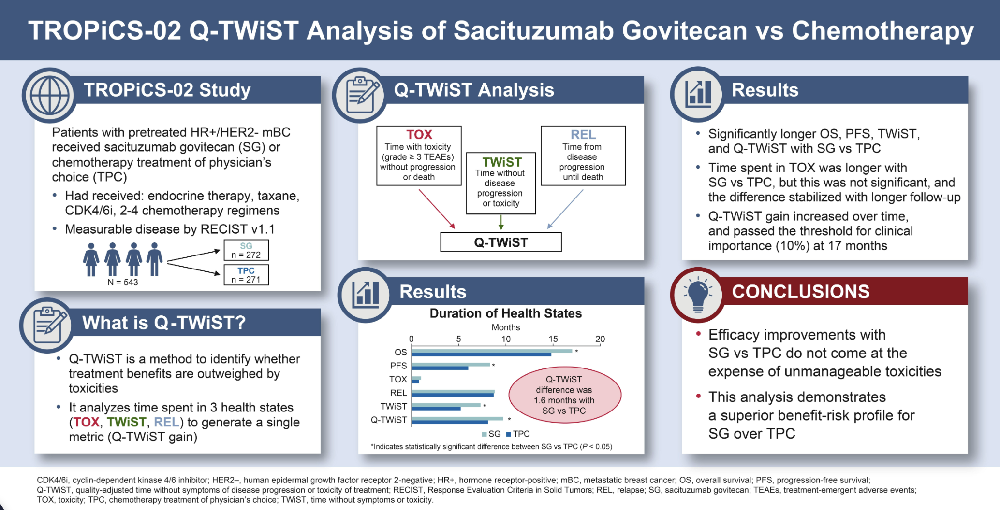 TROPiCS-02 Q-TWiST Analysis of Sacituzumab Govitecan vs Chemotherapy
TROPiCS-02 Study
Patients with pretreated HR+/HER2- mBC
received sacituzumab govitecan (SG) or
chemotherapy treatment of physician’s
choice (TPC)
• Had received: endocrine therapy, taxane,
CDK4/6i, 2-4 chemotherapy regimens
• Measurable disease by RECIST v1.1
N = 543
SG
n = 272
TPC
n = 271
What is Q-TWiST?
• Q-TWiST is a method to identify whether
treatment benefits are outweighed by
toxicities
• It analyzes time spent in 3 health states
(TOX, TWiST, REL) to generate a single
metric (Q-TWiST gain)
Q-TWiST Analysis
TOX
Time with toxicity
(grade ≥ 3 TEAEs)
without progression
or death
TWiST
Time without
disease
progression
or toxicity
REL
Time from
disease
progression
until death
Q-TWiST
Results
Duration of Health States
Months
0 5 10 15 20
OS *
PFS *
TOX
REL
TWiST *
Q-TWiST *
Q-TWiST
difference was
1.6 months with
SG vs TPC
SG TPC
*Indicates statistically significant difference between SG vs TPC (P < 0.05)
Results
• Significantly longer OS, PFS, TWiST,
and Q-TWiST with SG vs TPC
• Time spent in TOX was longer with
SG vs TPC, but this was not significant, and
the difference stabilized with longer follow-up
• Q-TWiST gain increased over time,
and passed the threshold for clinical
importance (10%) at 17 months
CONCLUSIONS
• Efficacy improvements with
SG vs TPC do not come at the
expense of unmanageable toxicities
• This analysis demonstrates
a superior benefit-risk profile for
SG over TPC
CDK4/6i, cyclin-dependent kinase 4/6 inhibitor; HER2–, human epidermal growth factor receptor 2-negative; HR+, hormone receptor-positive; mBC, metastatic breast cancer; OS, overall survival; PFS, progression-free survival;
Q-TWiST, quality-adjusted time without symptoms of disease progression or toxicity of treatment; RECIST, Response Evaluation Criteria in Solid Tumors; REL, relapse; SG, sacituzumab govitecan; TEAEs, treatment-emergent adverse events;
TOX, toxicity; TPC, chemotherapy treatment of physician’s choice; TWiST, time without symptoms or toxicity.